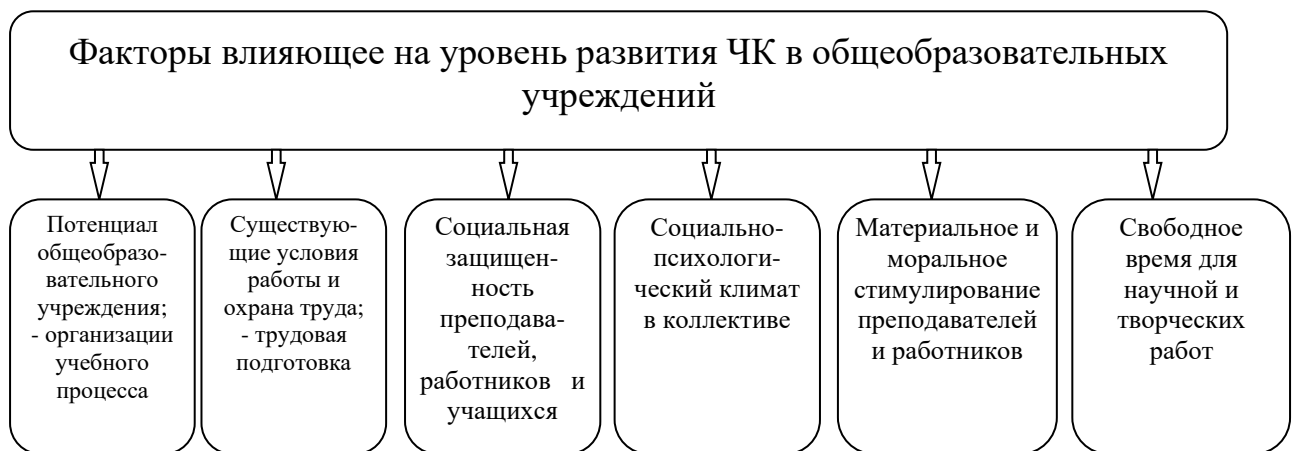 Факторы влияющее на уровень развития ЧК в общеобразовательных
учреждений
Потенциал
общеобразо-
вательного
учреждения;
- организации
учебного
процесса
Существую-
щие условия
работы и
охрана труда;
- трудовая
подготовка
Социальная
защищен-
ность
преподава-
телей,
работников и
учащихся
Социально-
психологи-
ческий климат
в коллективе
Материальное и
моральное
стимулирование
преподавателей
и работников
Свободное
время для
научной и
творческих
работ